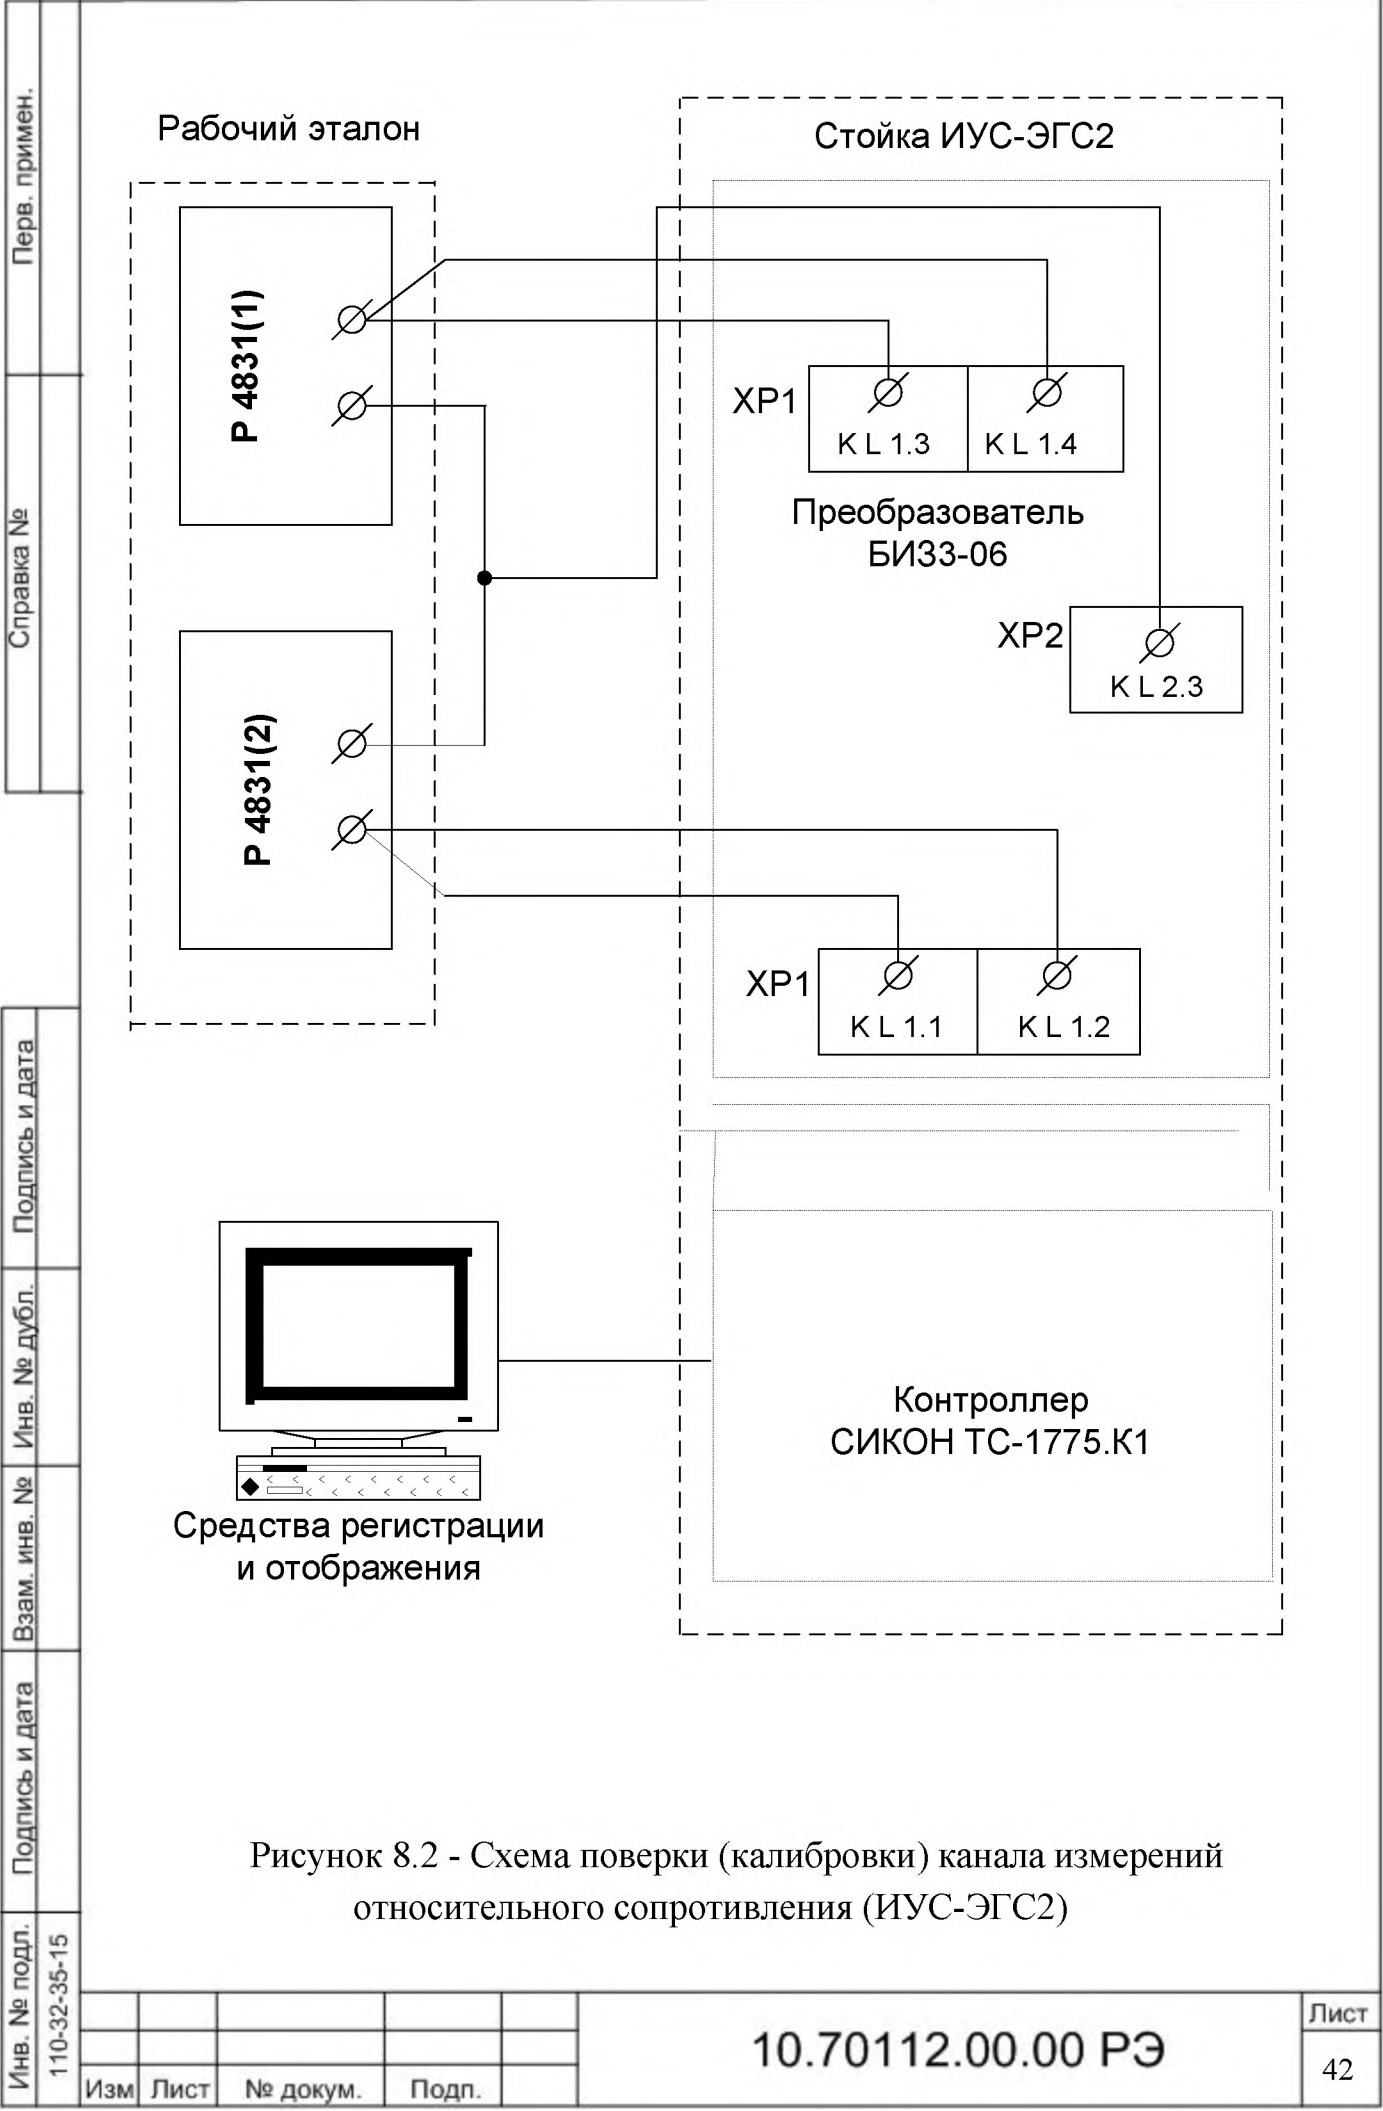 Перв. примен.
Справка №
Подпись и дата
Инв. № дубл.
Взам. инв. №
Подпись и дата
Инв. № подл.
110-32-35-15
Рабочий эталон
Стойка ИУС-ЭГС2
Р 4831(1)
ХР1
K L 1.3
K L 1.4
Преобразователь
БИЗ3-06
ХР2
K L 2.3
Р 4831(2)
ХР1
K L 1.1
K L 1.2
Контроллер
СИКОН ТС-1775.К1
Средства регистрации
и отображения
Рисунок 8.2 - Схема поверки (калибровки) канала измерений
относительного сопротивления (ИУС-ЭГС2)
Изм
Лист
№ докум.
Подп.
10.70112.00.00 РЭ
Лист
42